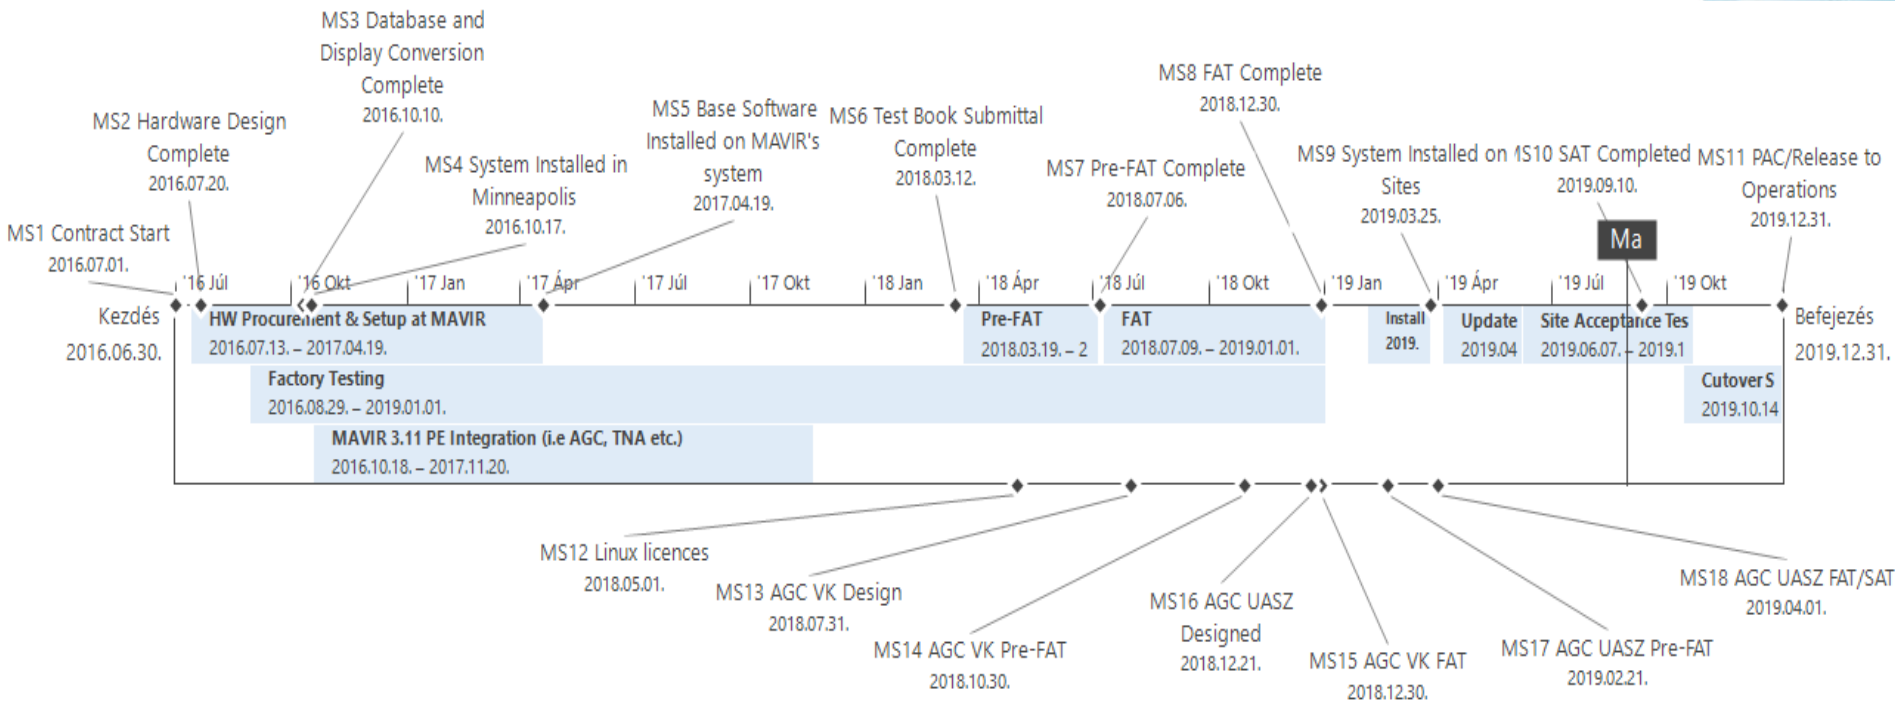 MS3 Database and
Display Conversion
Complete
2016.10.10.
MS8 FAT Complete
2018.12.30.
MS2 Hardware Design
Complete
2016.07.20.
MS5 Base Software
Installed on MAVIR's
system
2017.04.19.
MS6 Test Book Submittal
Complete
2018.03.12.
MS4 System Installed in
Minneapolis
2016.10.17.
MS7 Pre-FAT Complete
2018.07.06.
MS9 System Installed on
Sites
2019.03.25.
IS10 SAT Completed
2019.09.10.
MS11 PAC/Release to
Operations
2019.12.31.
MS1 Contract Start
2016.07.01.
Ma
'16 Júl
'16 Okt
'17 Jan
'17 Ápr
'17 Júl
'17 Okt
'18 Jan
'18 Ápr
'18 Júl
'18 Okt
'19 Jan
'19 Ápr
'19 Júl
'19 Okt
Kezdés
2016.06.30.
Befejezés
2019.12.31.
HW Procurement & Setup at MAVIR
2016.07.13. – 2017.04.19.
Pre-FAT
2018.03.19. – 2
FAT
2018.07.09. – 2019.01.01.
Install
2019.
Update
2019.04
Site Acceptance Tes
2019.06.07. – 2019.1
Factory Testing
2016.08.29. – 2019.01.01.
Cutover S
2019.10.14
MAVIR 3.11 PE Integration (i.e AGC, TNA etc.)
2016.10.18. – 2017.11.20.
MS12 Linux licences
2018.05.01.
MS13 AGC VK Design
2018.07.31.
MS14 AGC VK Pre-FAT
2018.10.30.
MS16 AGC UASZ
Designed
2018.12.21.
MS15 AGC VK FAT
2018.12.30.
MS17 AGC UASZ Pre-FAT
2019.02.21.
MS18 AGC UASZ FAT/SAT
2019.04.01.